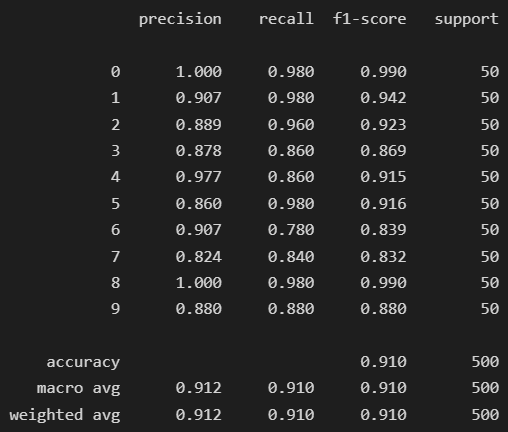 precision recall f1-score support
0 1.000 0.980 0.990 50
1 0.907 0.980 0.942 50
2 0.889 0.960 0.923 50
3 0.878 0.860 0.869 50
4 0.977 0.860 0.915 50
5 0.860 0.980 0.916 50
6 0.907 0.780 0.839 50
7 0.824 0.840 0.832 50
8 1.000 0.980 0.990 50
9 0.880 0.880 0.880 50
accuracy 0.910 500
macro avg 0.912 0.910 0.910 500
weighted avg 0.912 0.910 0.910 500